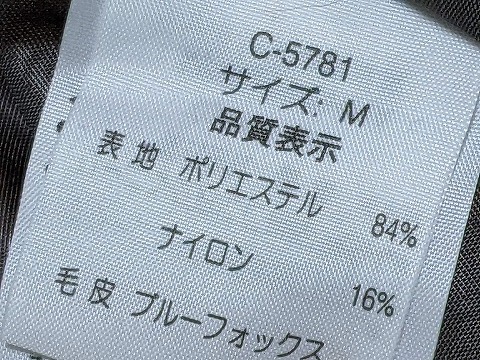 C-5781
サイズ: M
品質表示
表 地 ポリエステル 84%
ナイロン 16%
毛 皮 ブルーフォックス